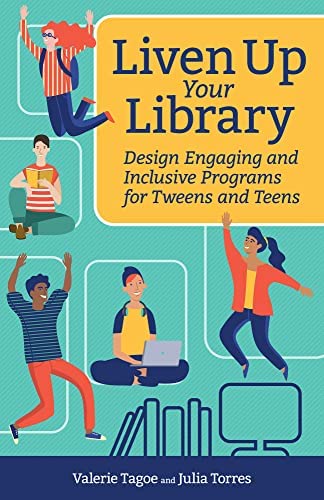 Liven Up
Your
Library
Design Engaging and
Inclusive Programs
for Tweens and Teens
Valerie Tagoe and Julia Torres